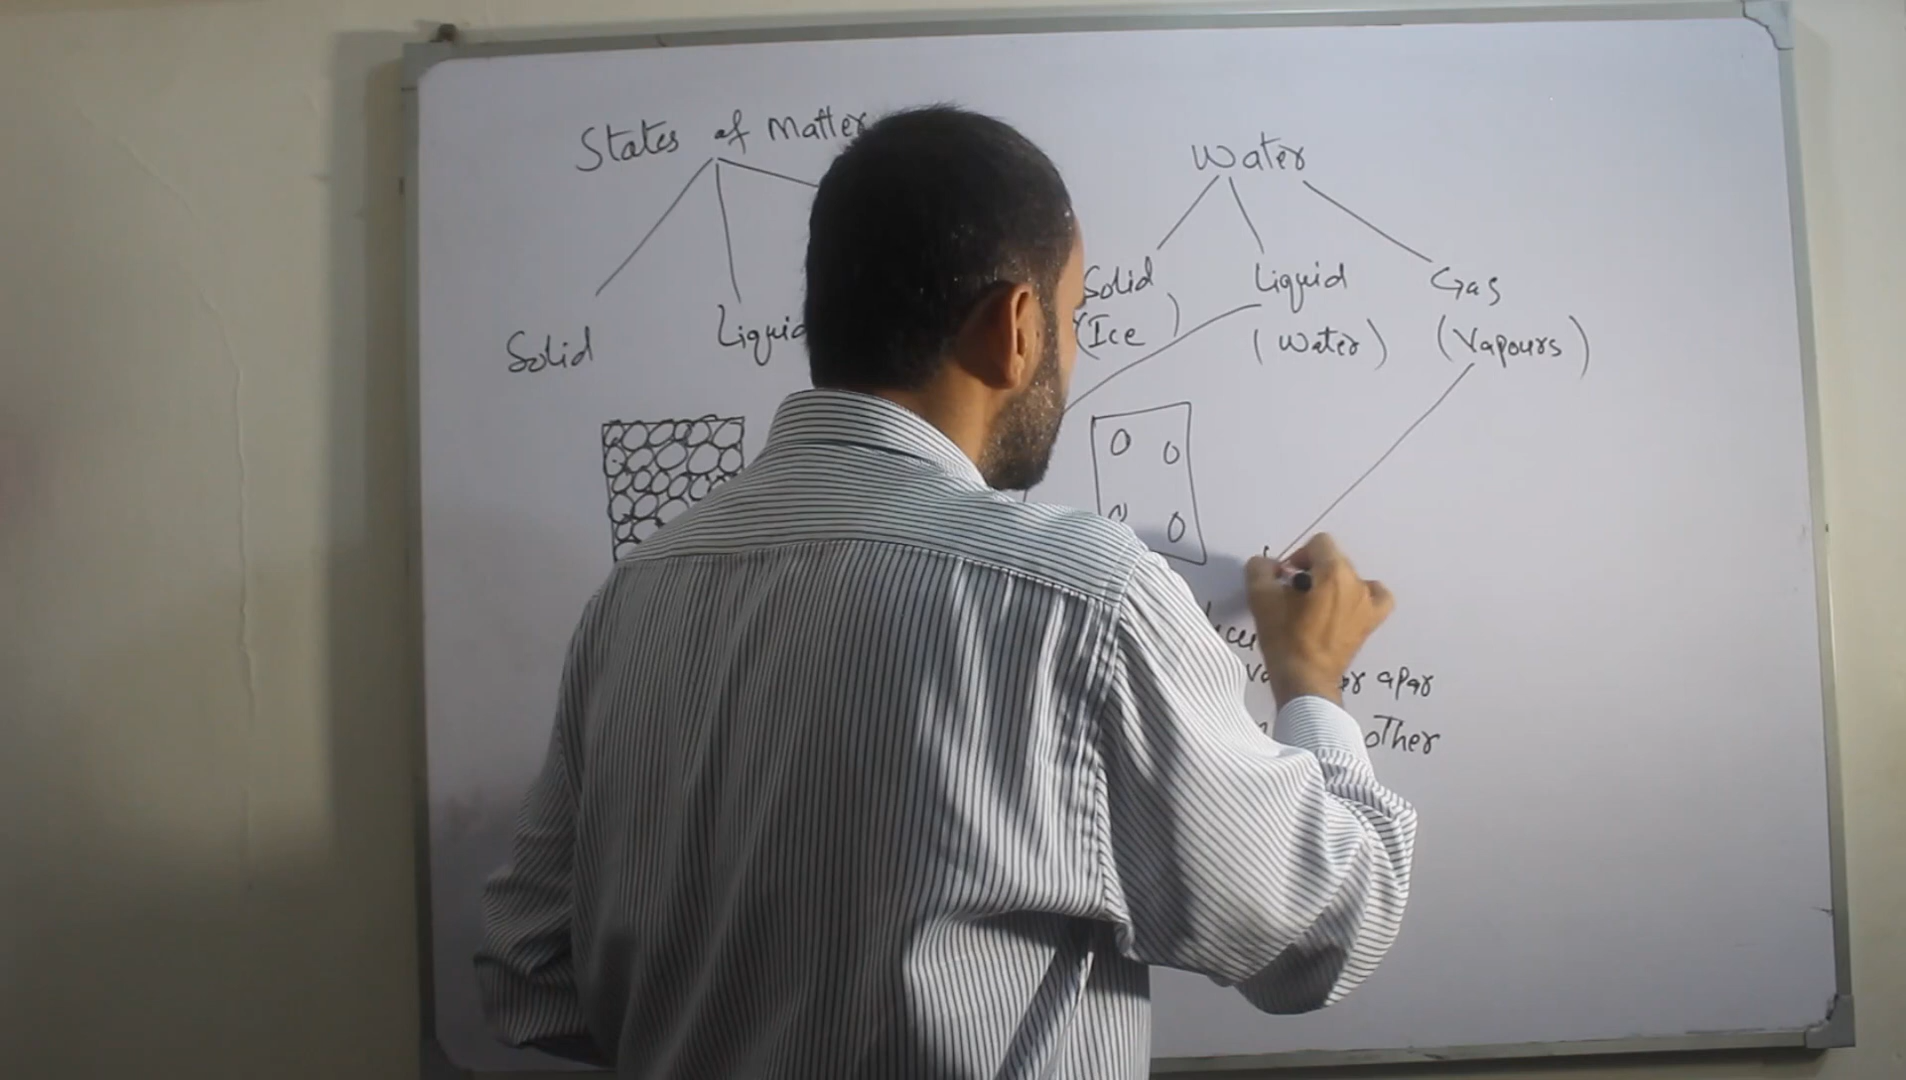 States of Matter
Water
Solid
Liquid
Solid
Liquid
Gas
(Ice)
(Water)
(Vapours)
apar
other